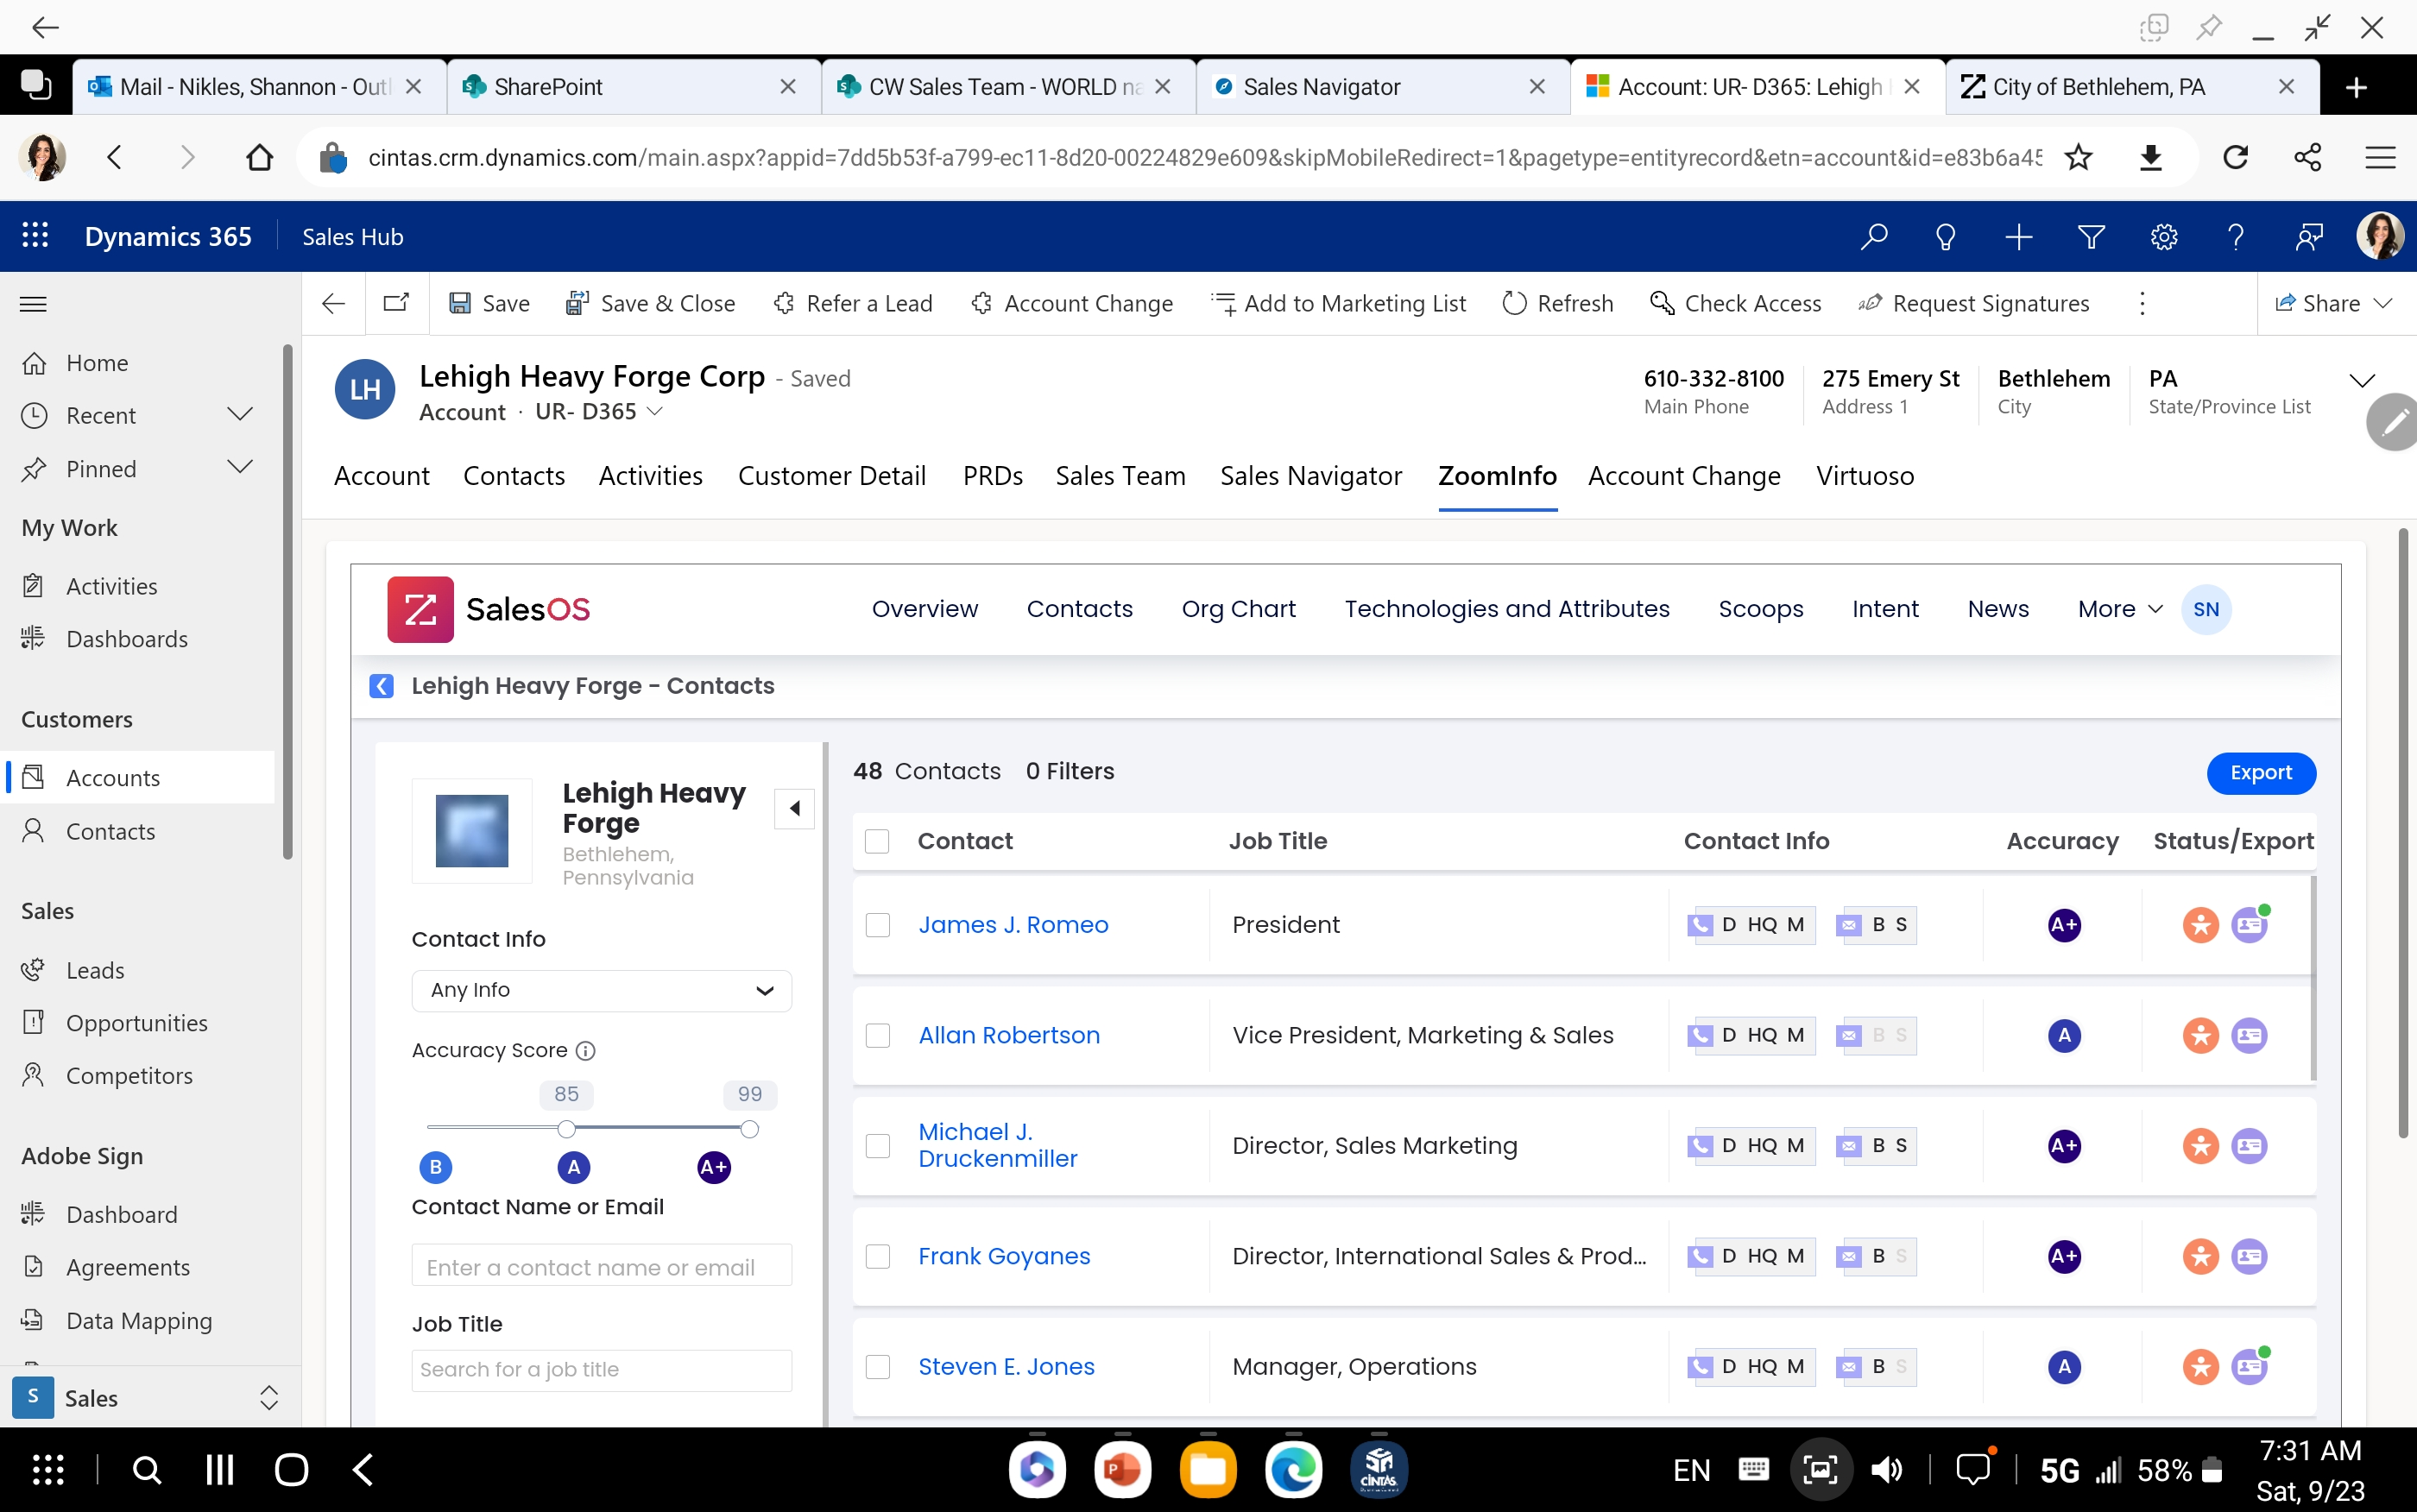 Mail - Nikles, Shannon - Outl
SharePoint
CW Sales Team - WORLD na
Sales Navigator
Account: UR- D365: Lehigh
City of Bethlehem, PA
cintas.crm.dynamics.com/main.aspx?appid=7dd5b53f-a799-ec11-8d20-00224829e609&skipMobileRedirect=1&pagetype=entityrecord&etn=account&id=e83b6a45
Dynamics 365
Sales Hub
Save
Save & Close
Refer a Lead
Account Change
Add to Marketing List
Refresh
Check Access
Request Signatures
Share
Home
Recent
Pinned
My Work
Activities
Dashboards
Customers
Accounts
Contacts
Sales
Leads
Opportunities
Competitors
Adobe Sign
Dashboard
Agreements
Data Mapping
S
Sales
LH
Lehigh Heavy Forge Corp - Saved
Account · UR- D365
610-332-8100
Main Phone
275 Emery St
Address 1
Bethlehem
City
PA
State/Province List
Account
Contacts
Activities
Customer Detail
PRDs
Sales Team
Sales Navigator
ZoomInfo
Account Change
Virtuoso
SalesOS
Overview
Contacts
Org Chart
Technologies and Attributes
Scoops
Intent
News
More
SN
Lehigh Heavy Forge - Contacts
Lehigh Heavy
Forge
Bethlehem,
Pennsylvania
Contact Info
Any Info
Accuracy Score
85 99
B A A+
Contact Name or Email
Enter a contact name or email
Job Title
Search for a job title
48 Contacts 0 Filters
Export
Contact Job Title Contact Info Accuracy Status/Export
James J. Romeo President D HQ M B S A+
Allan Robertson Vice President, Marketing & Sales D HQ M B S A
Michael J.
Druckenmiller Director, Sales Marketing D HQ M B S A+
Frank Goyanes Director, International Sales & Prod... D HQ M B S A+
Steven E. Jones Manager, Operations D HQ M B S A
CINTAS
EN
5G
58%
7:31 AM
Sat, 9/23